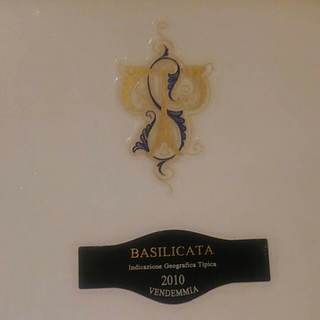 BASILICATA
Indicazione Geografica Tipica
2010
VENDEMMIA